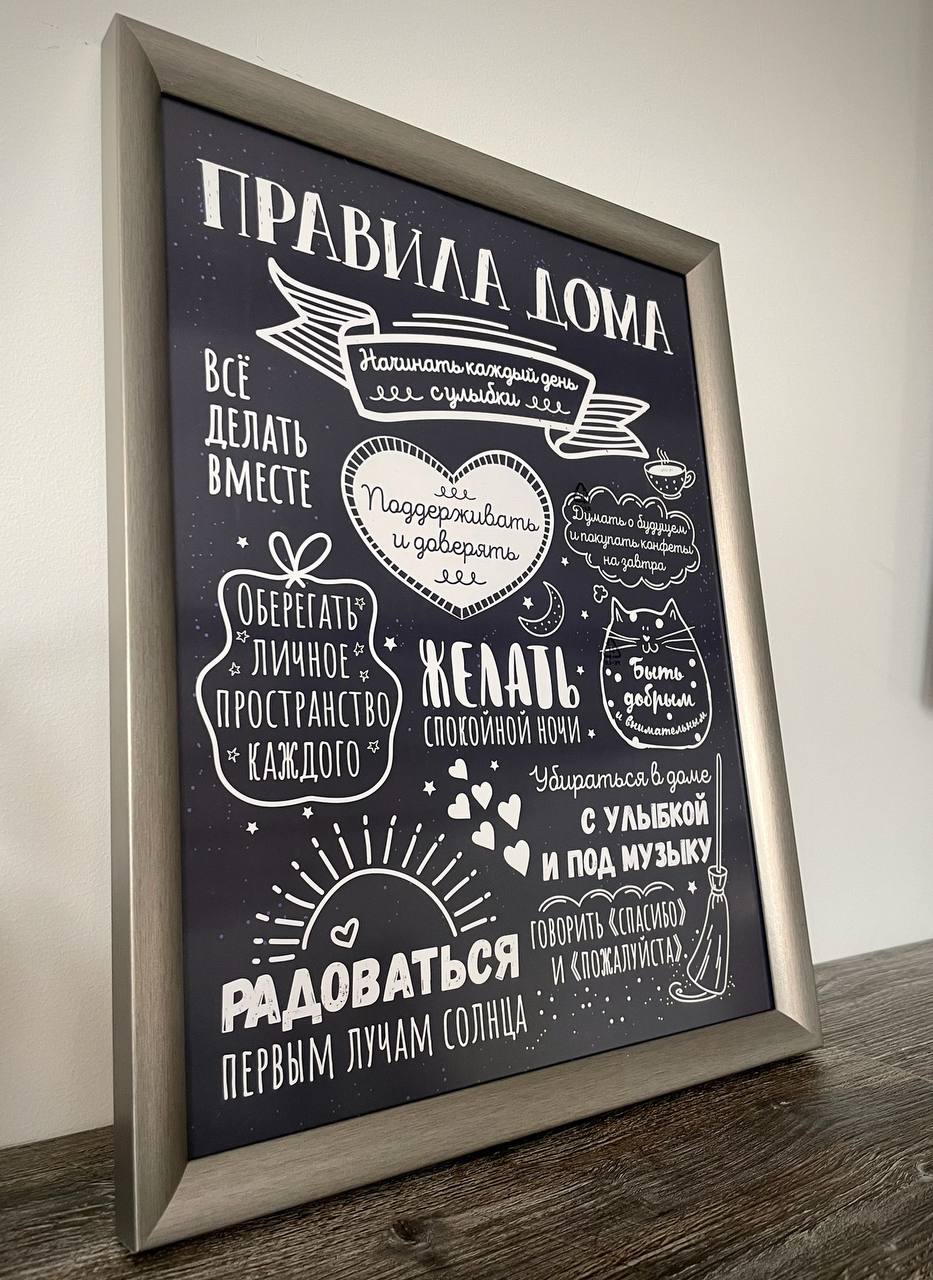 ПРАВИЛА ДОМА
Начинать каждый день
с улыбки
ВСЁ
ДЕЛАТЬ
ВМЕСТЕ
Поддерживать
и доверять
Думать о будущем
и покупать конфеты
на завтра
ОБЕРЕГАТЬ
ЛИЧНОЕ
ПРОСТРАНСТВО
КАЖДОГО
ЖЕЛАТЬ
СПОКОЙНОЙ НОЧИ
Быть
добрым
и внимательным
Убираться в доме
С УЛЫБКОЙ
И ПОД МУЗЫКУ
ГОВОРИТЬ «СПАСИБО»
И «ПОЖАЛУЙСТА»
РАДОВАТЬСЯ
ПЕРВЫМ ЛУЧАМ СОЛНЦА